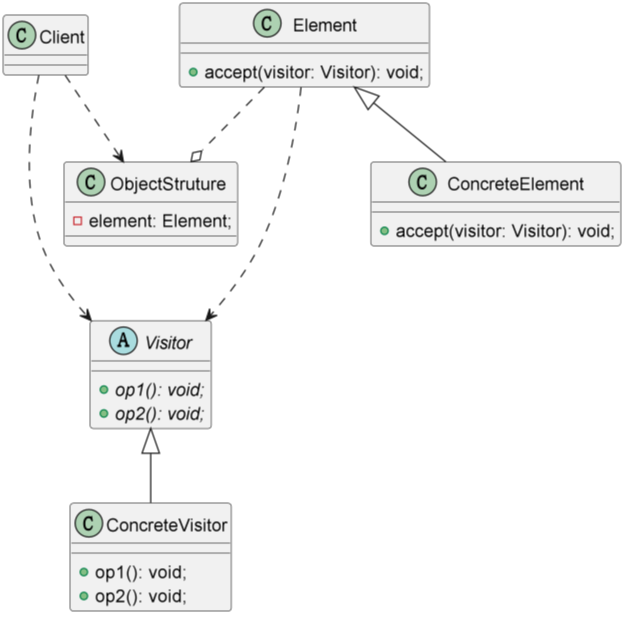 C Client
C Element
accept(visitor: Visitor): void;
C ObjectStruture
element: Element;
C ConcreteElement
accept(visitor: Visitor): void;
A Visitor
op1(): void;
op2(): void;
C ConcreteVisitor
op1(): void;
op2(): void;